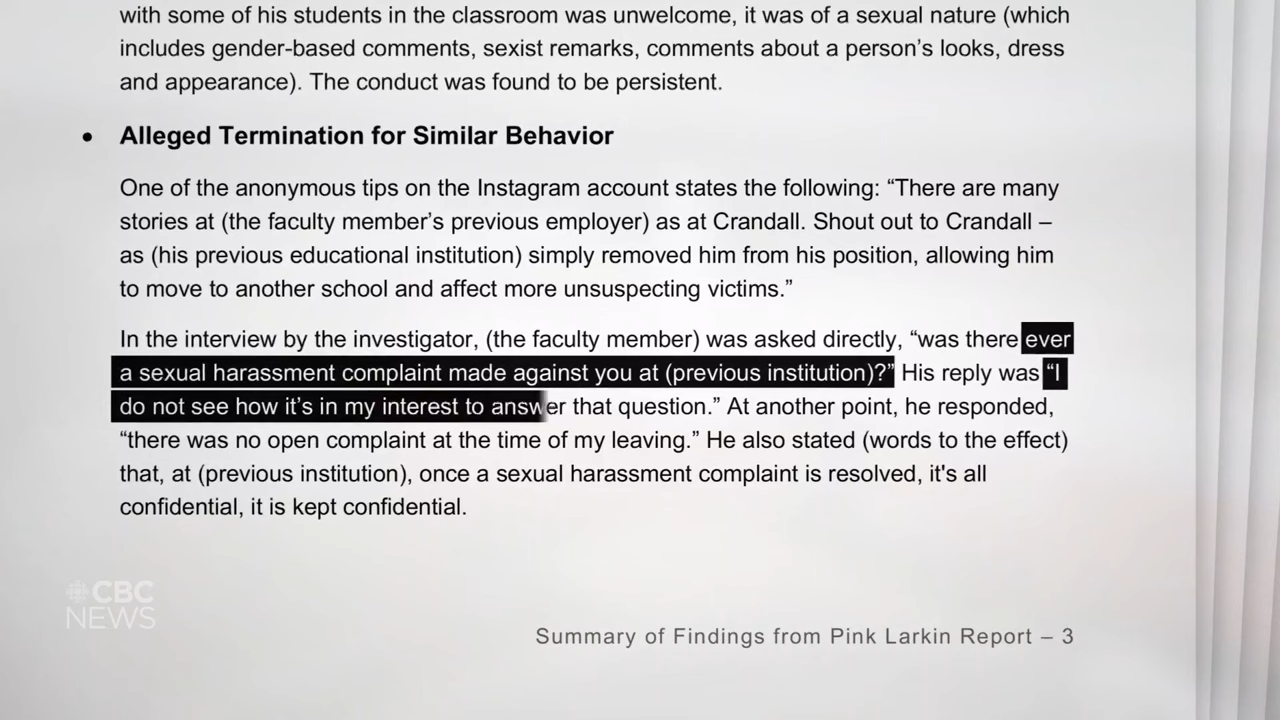 with some of his students in the classroom was unwelcome, it was of a sexual nature (which
includes gender-based comments, sexist remarks, comments about a person’s looks, dress
and appearance). The conduct was found to be persistent.
• Alleged Termination for Similar Behavior
One of the anonymous tips on the Instagram account states the following: “There are many
stories at (the faculty member’s previous employer) as at Crandall. Shout out to Crandall –
as (his previous educational institution) simply removed him from his position, allowing him
to move to another school and affect more unsuspecting victims.”
In the interview by the investigator, (the faculty member) was asked directly, “was there ever
a sexual harassment complaint made against you at (previous institution)?” His reply was “I
do not see how it’s in my interest to answer that question.” At another point, he responded,
“there was no open complaint at the time of my leaving.” He also stated (words to the effect)
that, at (previous institution), once a sexual harassment complaint is resolved, it's all
confidential, it is kept confidential.
CBC
NEWS
Summary of Findings from Pink Larkin Report – 3